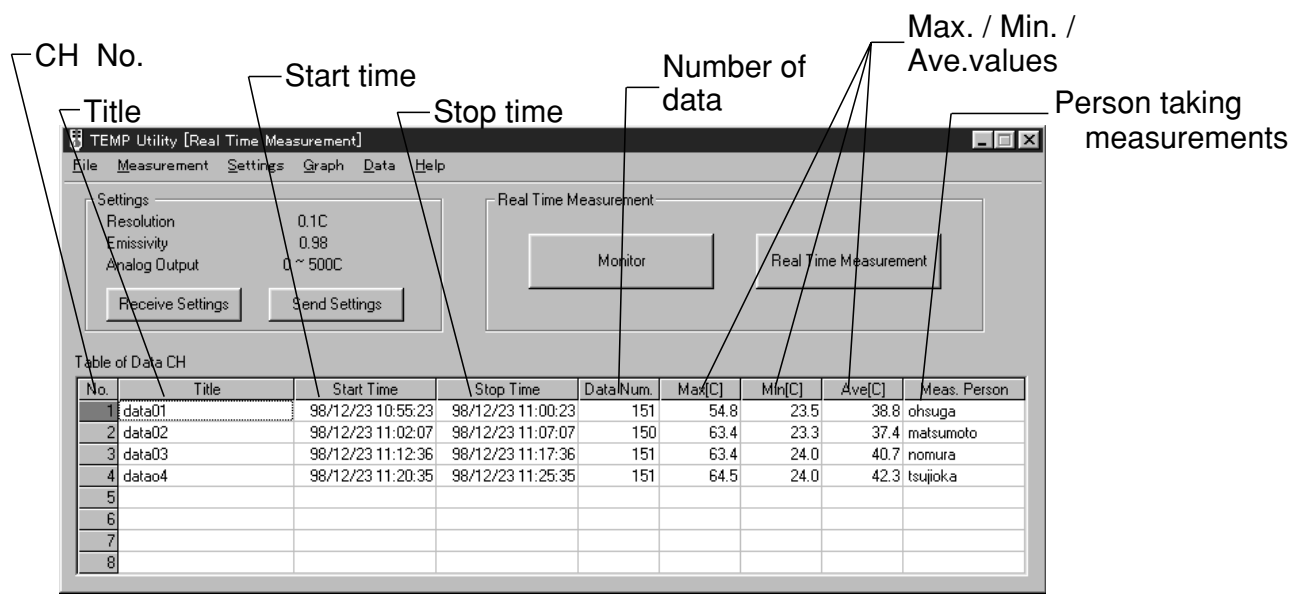 Max. / Min. /
Ave.values
CH No.
Start time
Number of
data
Title
Stop time
Person taking
measurements
TEMP Utility [Real Time Measurement]
File Measurement Settings Graph Data Help
Settings
Real Time Measurement
Resolution 0.1C
Emissivity 0.98
Analog Output 0 ~ 500C
Monitor
Real Time Measurement
Receive Settings
Send Settings
Table of Data CH
No. Title Start Time Stop Time Data Num. Max[C] Min[C] Ave[C] Meas. Person
1 data01 98/12/23 10:55:23 98/12/23 11:00:23 151 54.8 23.5 38.8 ohsuga
2 data02 98/12/23 11:02:07 98/12/23 11:07:07 150 63.4 23.3 37.4 matsumoto
3 data03 98/12/23 11:12:36 98/12/23 11:17:36 151 63.4 24.0 40.7 nomura
4 datao4 98/12/23 11:20:35 98/12/23 11:25:35 151 64.5 24.0 42.3 tsujioka
5
6
7
8